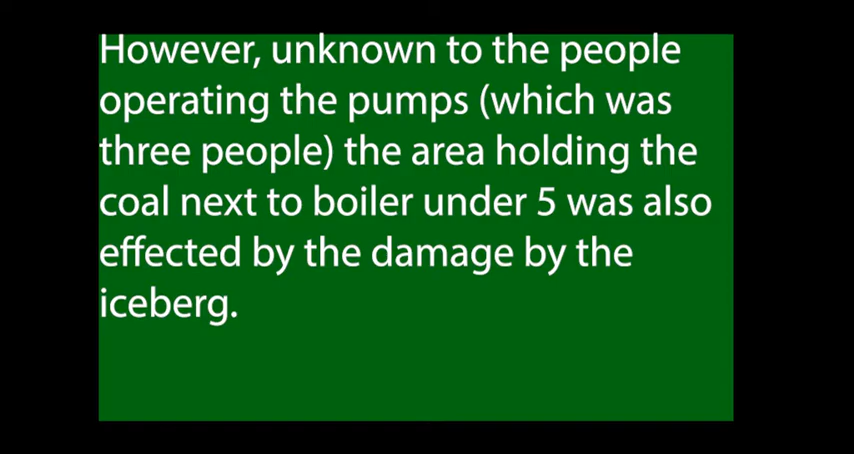 However, unknown to the people
operating the pumps (which was
three people) the area holding the
coal next to boiler under 5 was also
effected by the damage by the
iceberg.